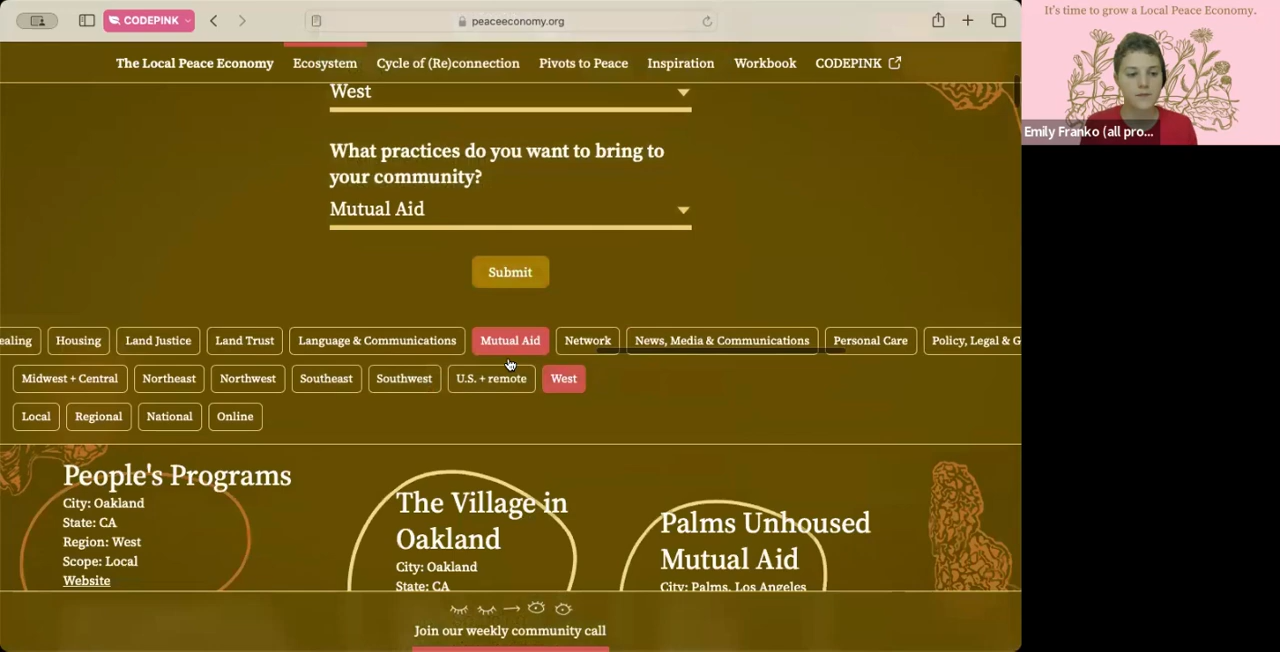 CODEPINK
peaceeconomy.org
It's time to grow a Local Peace Economy.
The Local Peace Economy Ecosystem Cycle of (Re)connection Pivots to Peace Inspiration Workbook CODEPINK
West
Emily Franko (all pro...
What practices do you want to bring to
your community?
Mutual Aid
Submit
ealing Housing Land Justice Land Trust Language & Communications Mutual Aid Network News, Media & Communications Personal Care Policy, Legal & G
Midwest + Central Northeast Northwest Southeast Southwest U.S. + remote West
Local Regional National Online
People's Programs
City: Oakland
State: CA
Region: West
Scope: Local
Website
The Village in
Oakland
City: Oakland
State: CA
Palms Unhoused
Mutual Aid
City: Palms, Los Angeles
Join our weekly community call